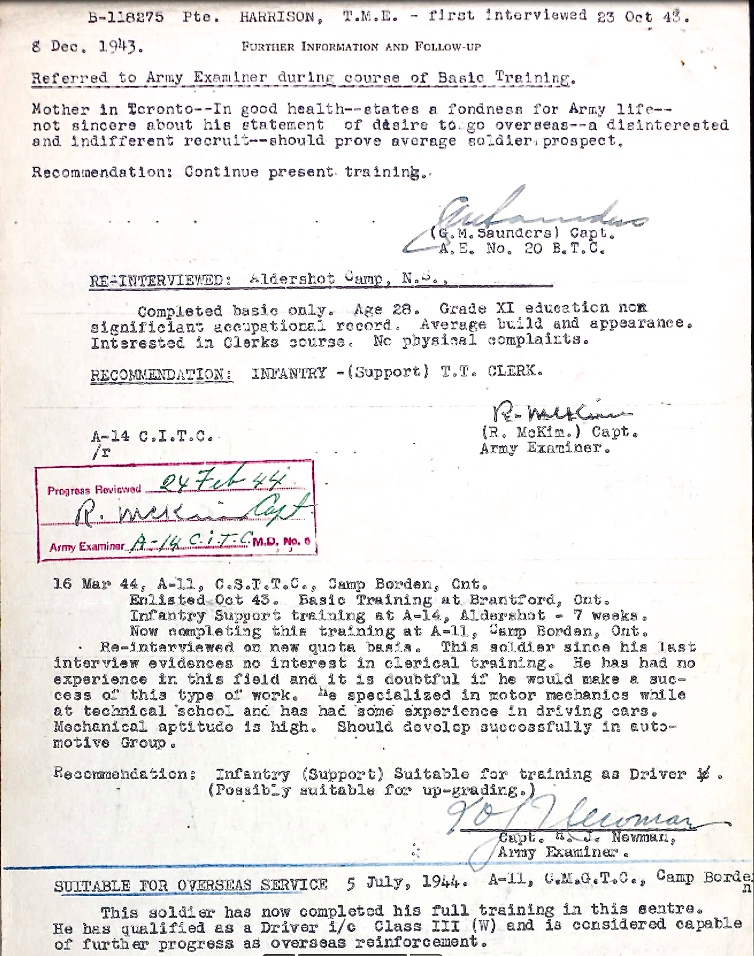 B-118275 Pte. HARRISON, T.M.E. - first interviewed 23 Oct 43.
8 Dec. 1943. FURTHER INFORMATION AND FOLLOW-UP
Referred to Army Examiner during course of Basic Training.
Mother in Toronto--In good health--states a fondness for Army life--
not sincere about his statement of desire to go overseas--a disinterested
and indifferent recruit--should prove average soldier prospect.
Recommendation: Continue present training.
(G.M.Saunders) Capt.
A.E. No. 20 B.T.C.
RE-INTERVIEWED: Aldershot Camp, N.S.,
Completed basic only. Age 28. Grade XI education non
significiant accupational record. Average build and appearance.
Interested in Clerks course. No physical complaints.
RECOMMENDATION: INFANTRY -(Support) T.T. CLERK.
R. McKim
A-14 C.I.T.C. (R. McKim.) Capt.
/r Army Examiner.
Progress Reviewed 24 Feb 44
R. McKim Capt
Army Examiner A-14 C.I.T.C. M.D. No. 6
16 Mar 44, A-11, C.S.I.T.C., Camp Borden, Ont.
Enlisted Oct 43. Basic Training at Brantford, Ont.
Infantry Support training at A-14, Aldershot - 7 weeks.
Now completing this training at A-11, Camp Borden, Ont.
Re-interviewed on new quota basis. This soldier since his last
interview evidences no interest in clerical training. He has had no
experience in this field and it is doubtful if he would make a suc-
cess of this type of work. He specialized in motor mechanics while
at technical school and has had some experience in driving cars.
Mechanical aptitude is high. Should develop successfully in auto-
motive Group.
Recommendation: Infantry (Support) Suitable for training as Driver .
(Possibly suitable for up-grading.)
Capt. J. Newman,
Army Examiner.
SUITABLE FOR OVERSEAS SERVICE 5 July, 1944. A-11, C.M.G.T.C., Camp Borden
This soldier has now completed his full training in this centre.
He has qualified as a Driver i/c Class III (W) and is considered capable
of further progress as overseas reinforcement.